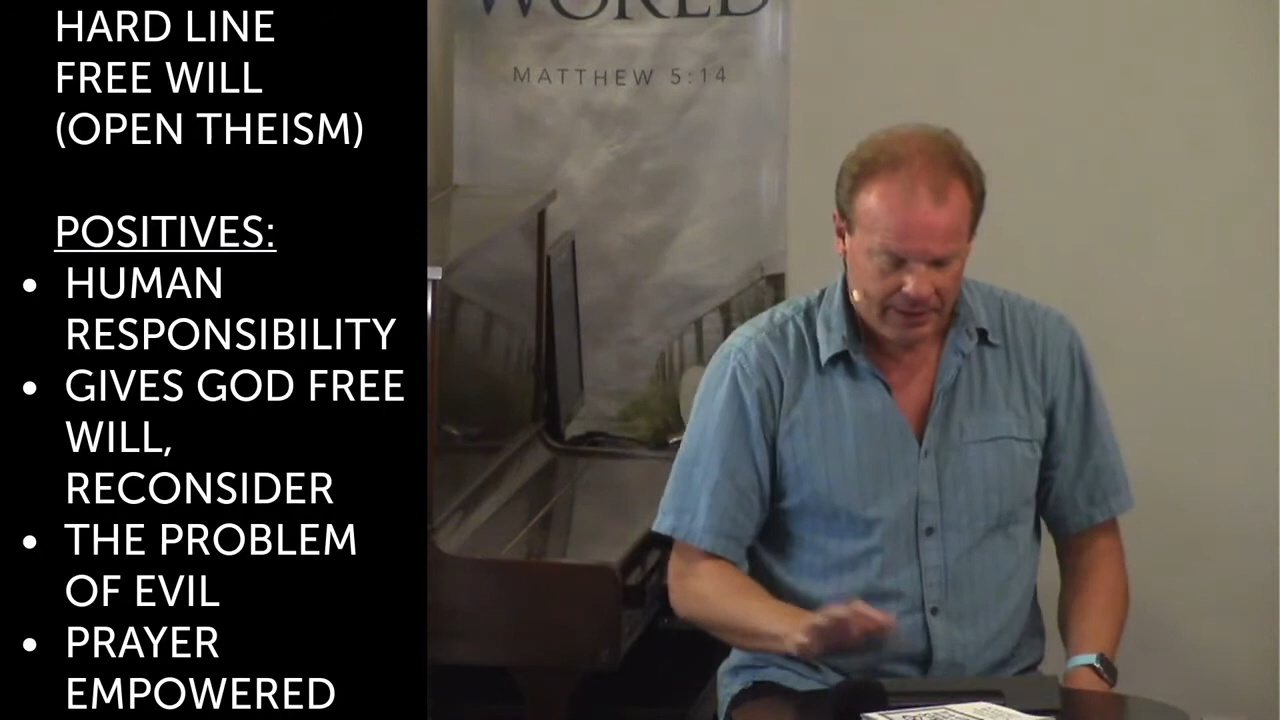 HARD LINE
FREE WILL
(OPEN THEISM)
POSITIVES:
• HUMAN
RESPONSIBILITY
• GIVES GOD FREE
WILL,
RECONSIDER
• THE PROBLEM
OF EVIL
• PRAYER
EMPOWERED
WORLD
MATTHEW 5:14